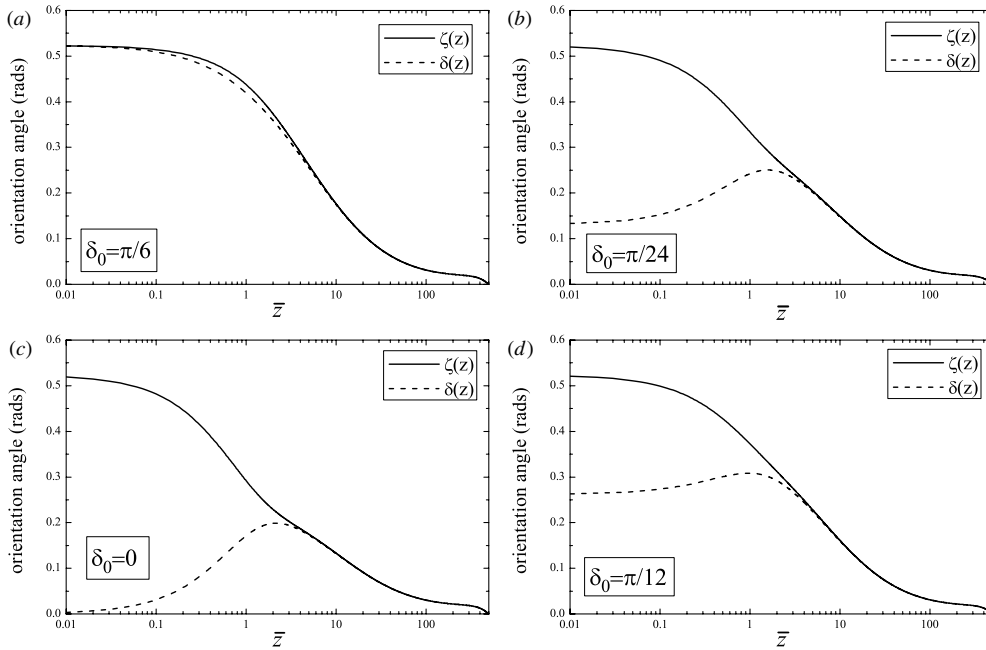 (a)
0.6
0.5
0.4
0.3
0.2
0.1
0.0
orientation angle (rads)
ζ(z)
δ(z)
δ₀=π/6
0.01 0.1 1 10 100
z̅
(b)
0.6
0.5
0.4
0.3
0.2
0.1
0.0
orientation angle (rads)
ζ(z)
δ(z)
δ₀=π/24
0.01 0.1 1 10 100
z̅
(c)
0.6
0.5
0.4
0.3
0.2
0.1
0.0
orientation angle (rads)
ζ(z)
δ(z)
δ₀=0
0.01 0.1 1 10 100
z̅
(d)
0.6
0.5
0.4
0.3
0.2
0.1
0.0
orientation angle (rads)
ζ(z)
δ(z)
δ₀=π/12
0.01 0.1 1 10 100
z̅